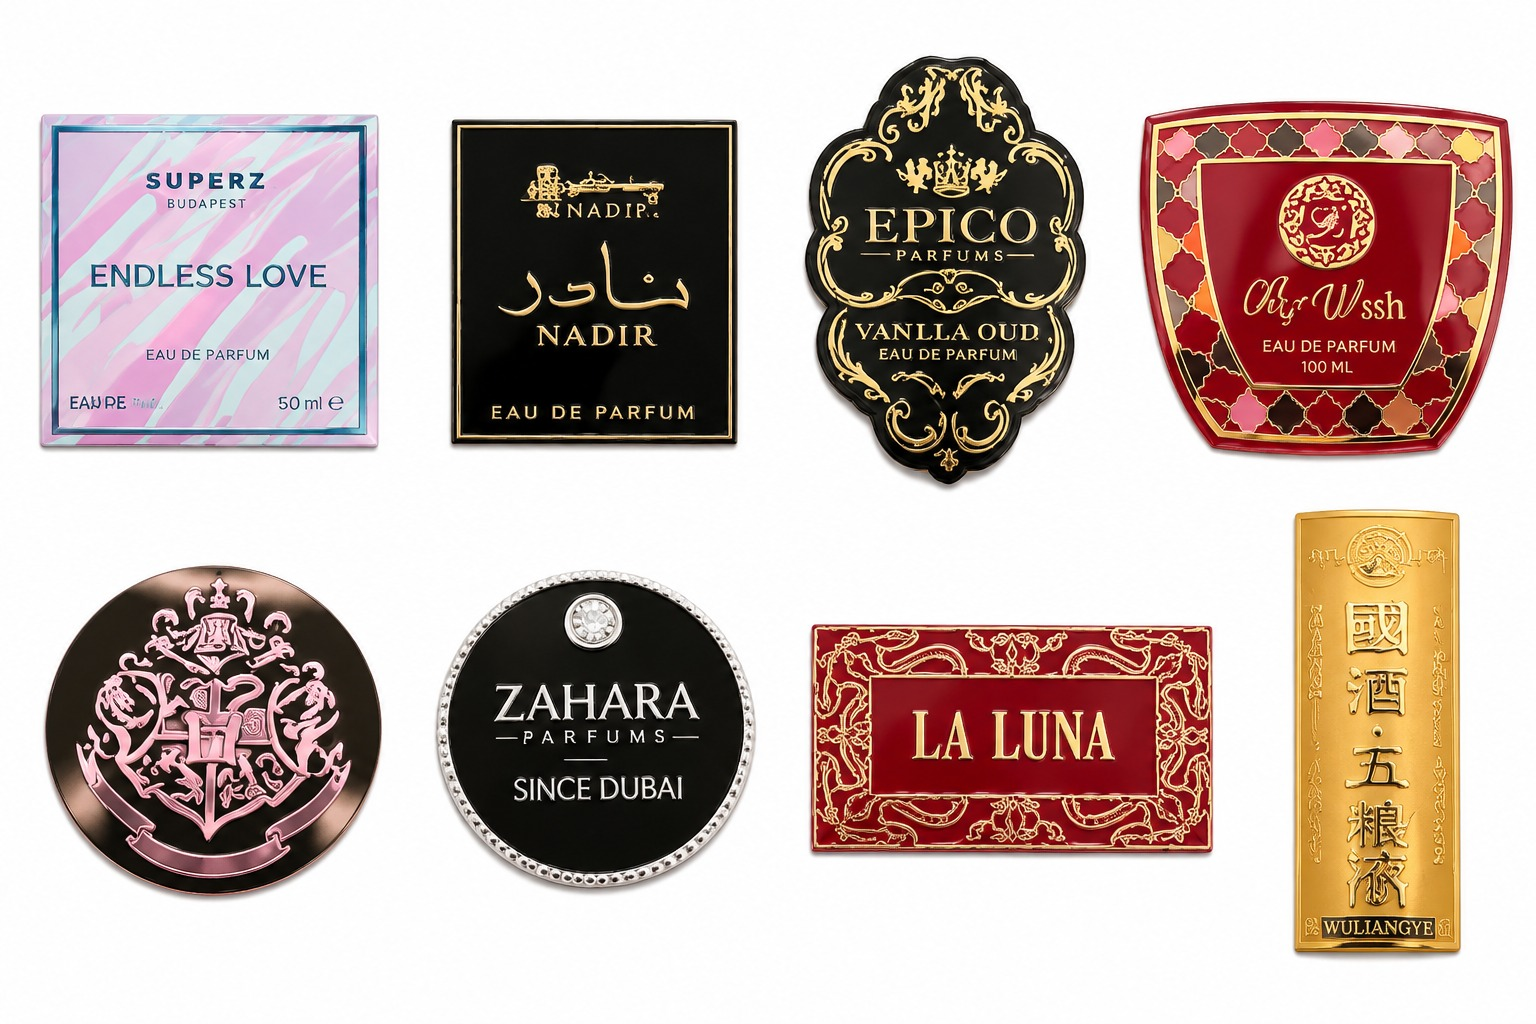 SUPERZ
BUDAPEST
ENDLESS LOVE
EAU DE PARFUM
50 ml e
NADIR
نادر
NADIR
EAU DE PARFUM
EPICO
PARFUMS
VANLLA OUD
EAU DE PARFUM
Wssh
EAU DE PARFUM
100 ML
ZAHARA
PARFUMS
SINCE DUBAI
LA LUNA
國
酒
·
五
粮
液
WULIANGYE